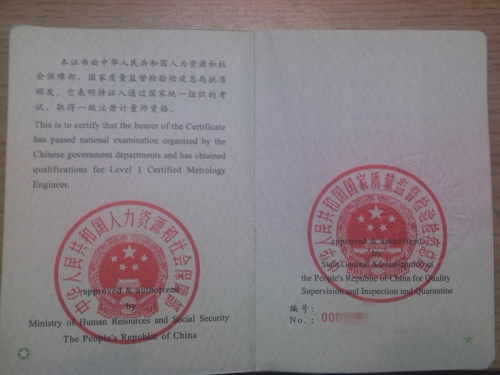 本证书由中华人民共和国人力资源和社
会保障部、国家质量监督检验检疫总局批准
颁发。它表明持证人通过国家统一组织的考
试，取得一级注册计量师资格。
This is to certify that the bearer of the Certificate
has passed national examination organized by the
Chinese government departments and has obtained
qualifications for Level 1 Certified Metrology
Engineer.
中华人民共和国人力资源和社会保障部
approved & authorized
by
Ministry of Human Resources and Social Security
The People's Republic of China
中华人民共和国国家质量监督检验检疫总局
approved & authorized
by
State General Administration of
the People's Republic of China for Quality
Supervision and Inspection and Quarantine
编号:
No.: 000